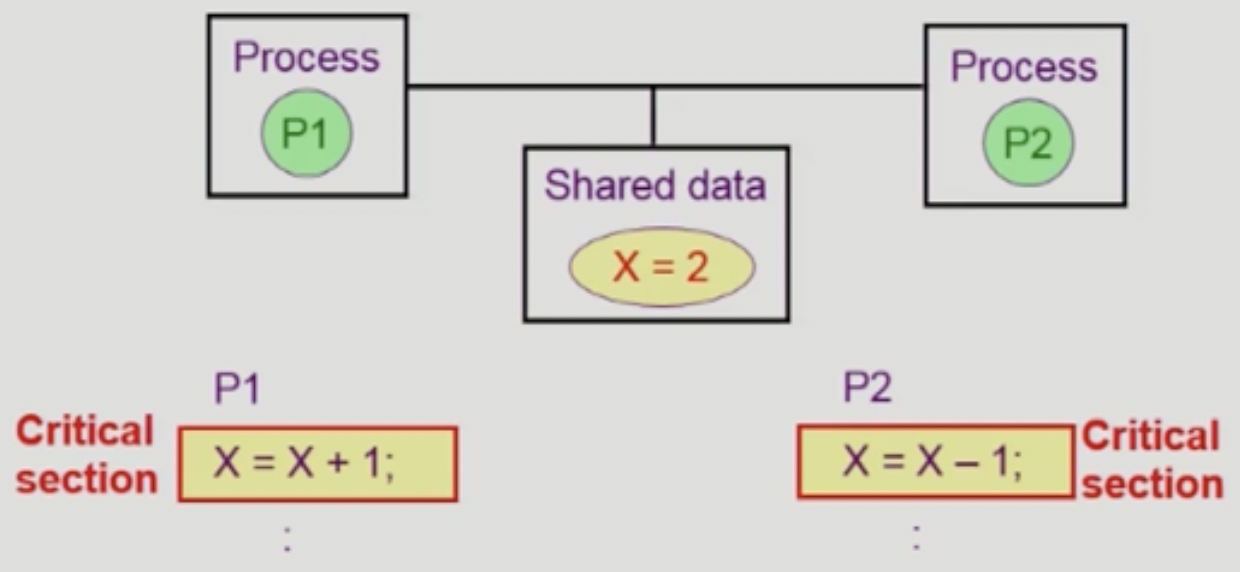 Process
P1
Process
P2
Shared data
X = 2
P1
P2
Critical
section
X = X + 1;
X = X – 1;
Critical
section
:
: